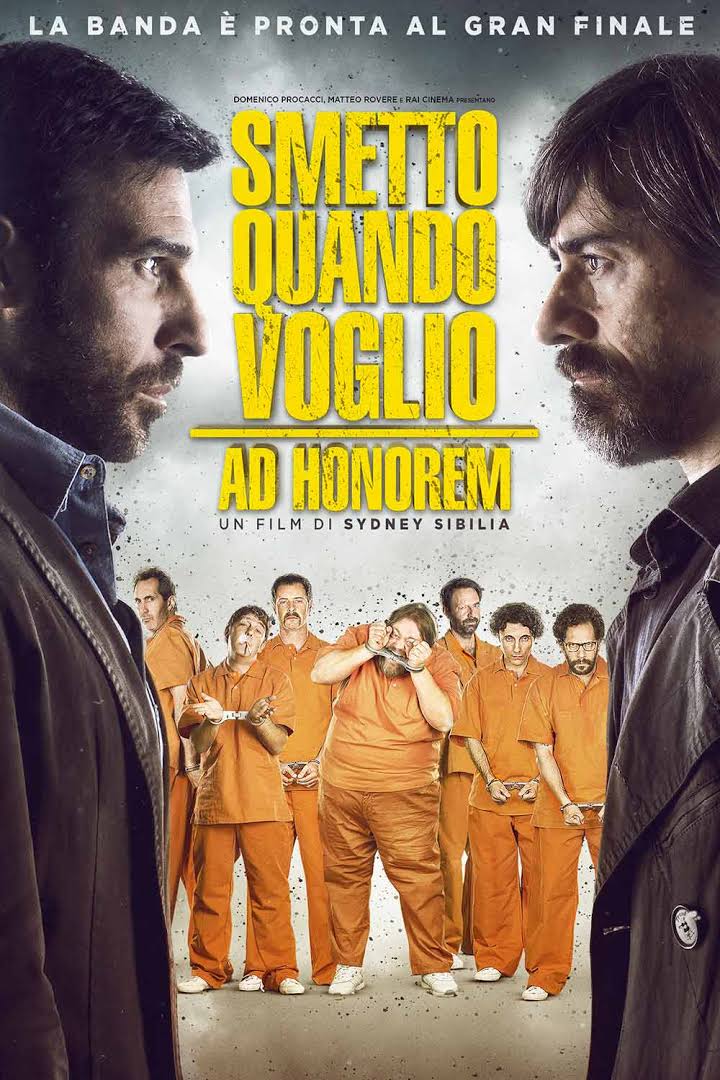 LA BANDA È PRONTA AL GRAN FINALE
DOMENICO PROCACCI, MATTEO ROVERE E RAI CINEMA PRESENTANO
SMETTO
QUANDO
VOGLIO
AD HONOREM
UN FILM DI SYDNEY SIBILIA